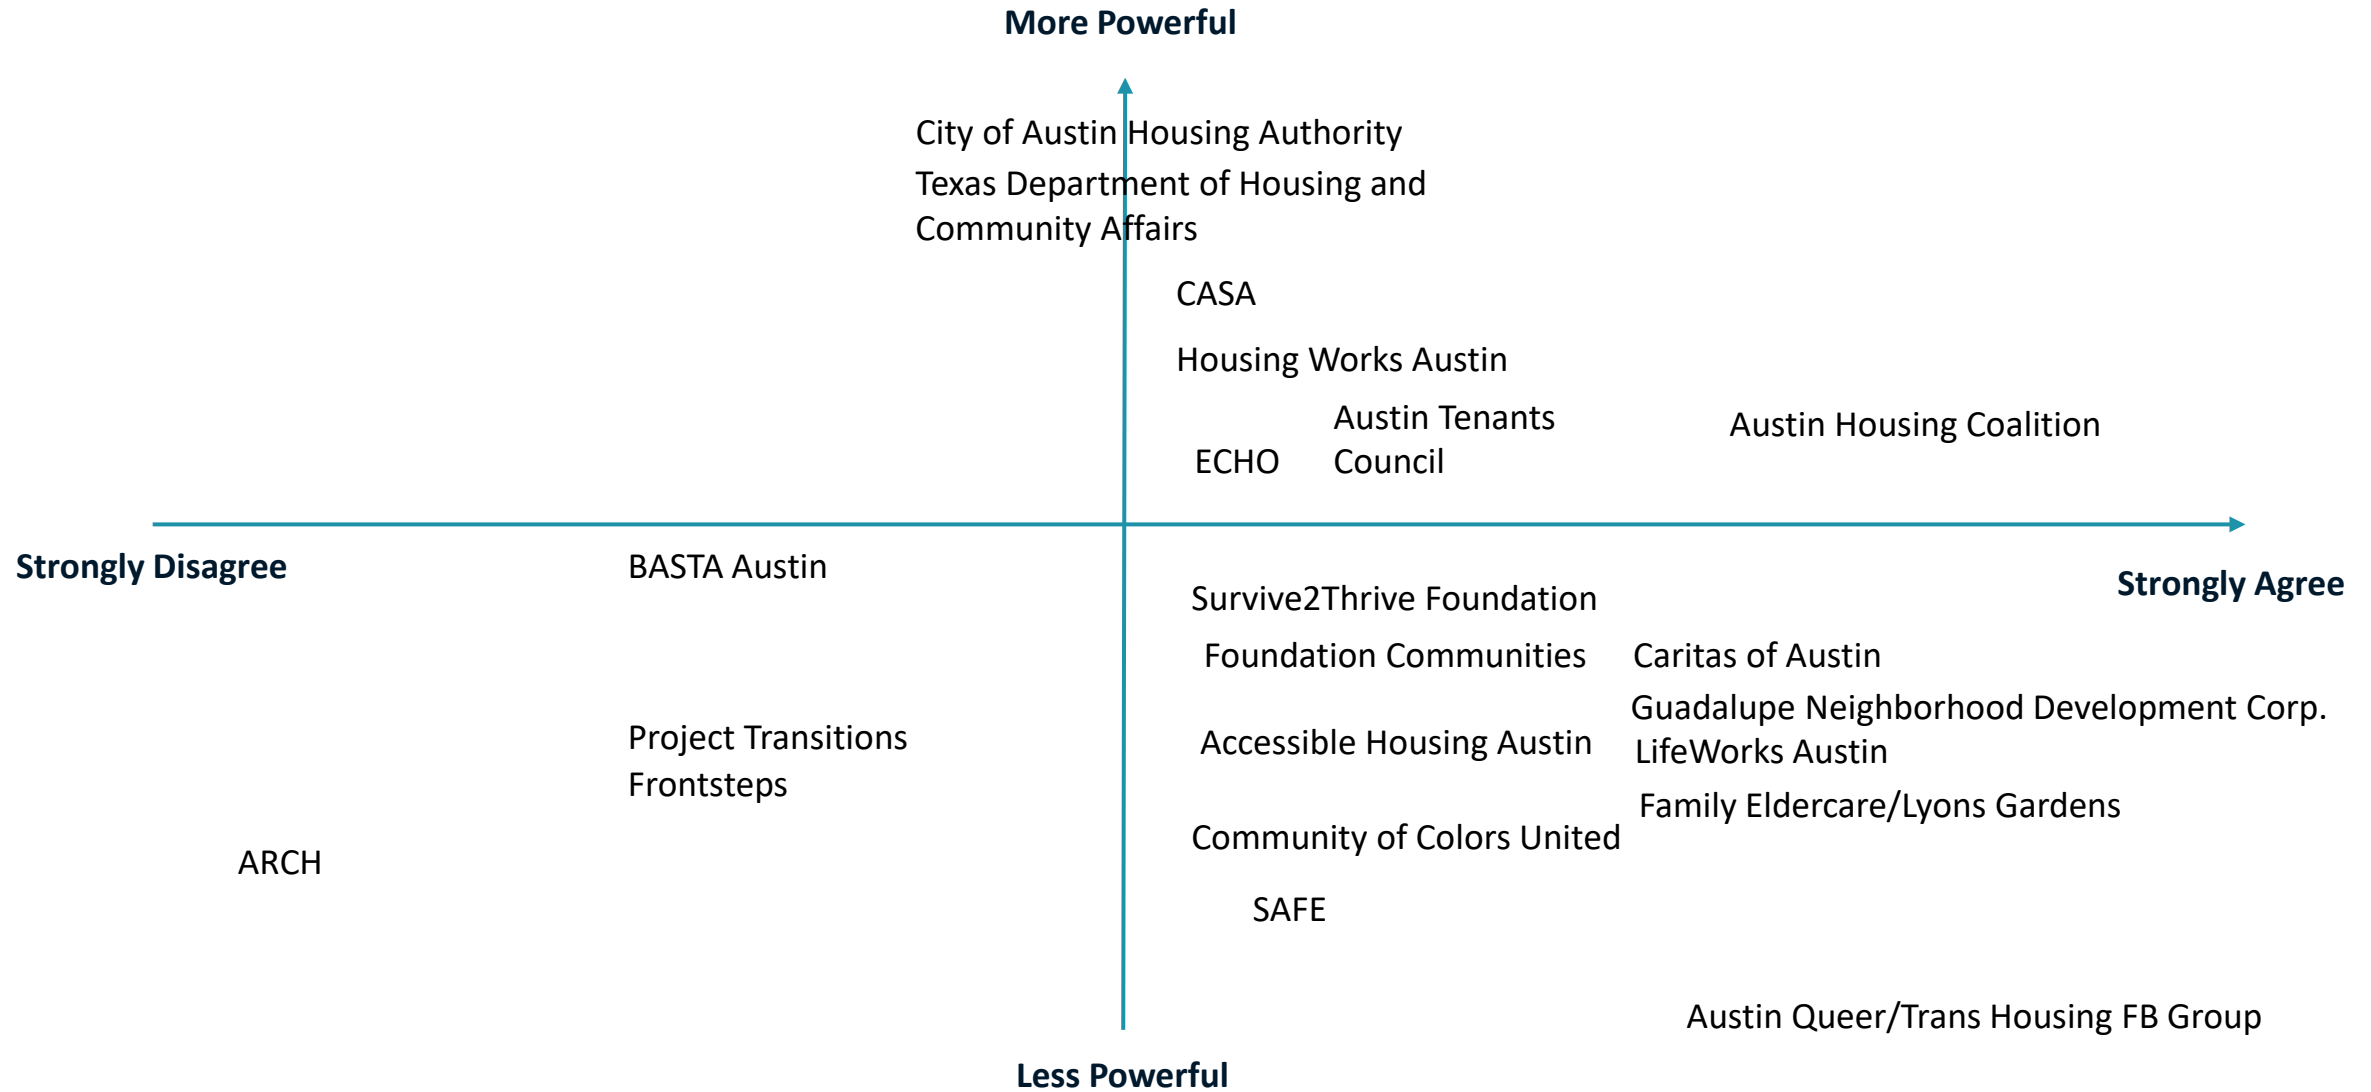 More Powerful
City of Austin Housing Authority
Texas Department of Housing and
Community Affairs
CASA
Housing Works Austin
Austin Tenants
Council
Austin Housing Coalition
ECHO
Strongly Disagree
BASTA Austin
Strongly Agree
Survive2Thrive Foundation
Foundation Communities
Caritas of Austin
Guadalupe Neighborhood Development Corp.
Project Transitions
Accessible Housing Austin
LifeWorks Austin
Frontsteps
Family Eldercare/Lyons Gardens
Community of Colors United
ARCH
SAFE
Austin Queer/Trans Housing FB Group
Less Powerful